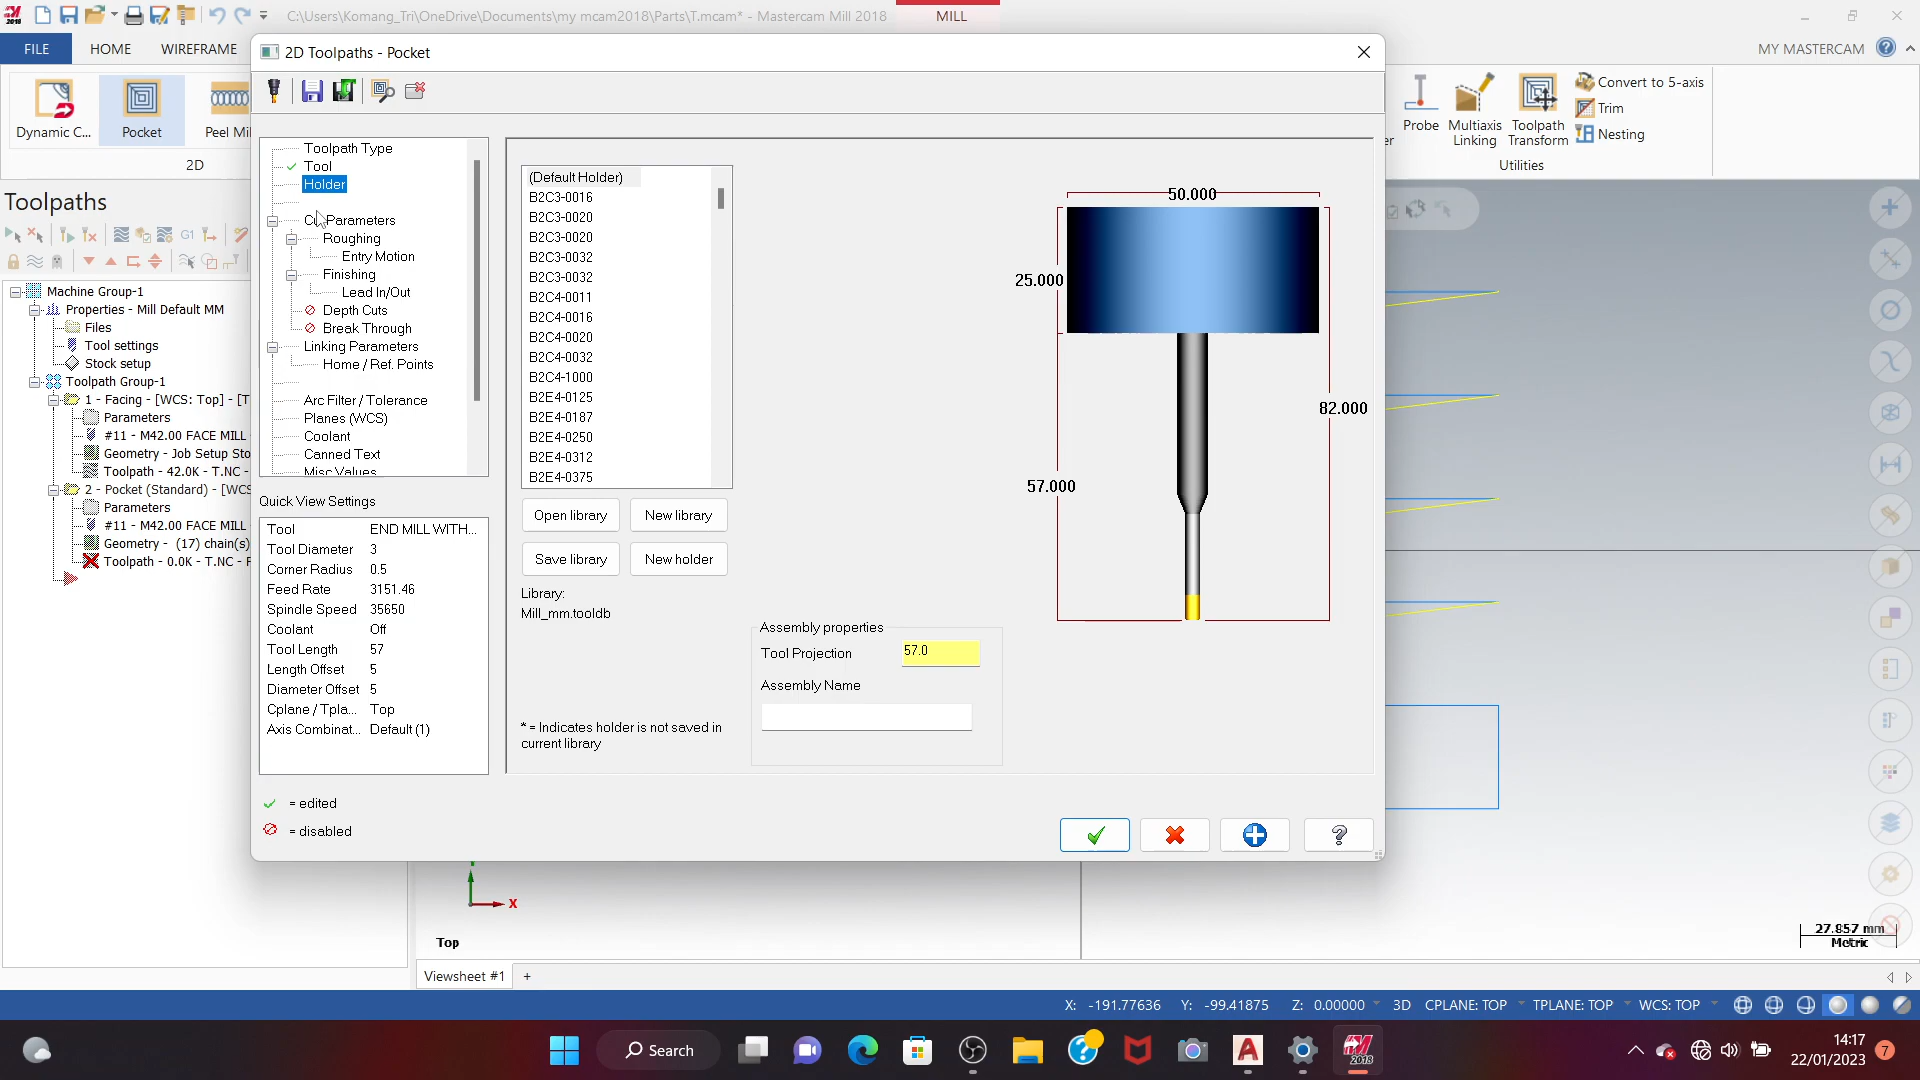 C:\Users\Komang_Tri\OneDrive\Documents\my mcam2018\Parts\T.mcam* - Mastercam Mill 2018
MILL
FILE
HOME
WIREFRAME
MY MASTERCAM
2D Toolpaths - Pocket
Dynamic C...
Pocket
Peel Mil
2D
Probe
Multiaxis
Linking
Toolpath
Transform
Convert to 5-axis
Trim
Nesting
Utilities
Toolpaths
G1
Machine Group-1
Properties - Mill Default MM
Files
Tool settings
Stock setup
Toolpath Group-1
1 - Facing - [WCS: Top] - [T
Parameters
#11 - M42.00 FACE MILL
Geometry - Job Setup Sto
Toolpath - 42.0K - T.NC -
2 - Pocket (Standard) - [WCS
Parameters
#11 - M42.00 FACE MILL
Geometry - (17) chain(s)
Toolpath - 0.0K - T.NC - P
Toolpath Type
Tool
Holder
Cut Parameters
Roughing
Entry Motion
Finishing
Lead In/Out
Depth Cuts
Break Through
Linking Parameters
Home / Ref. Points
Arc Filter / Tolerance
Planes (WCS)
Coolant
Canned Text
Misc Values
Quick View Settings
Tool END MILL WITH...
Tool Diameter 3
Corner Radius 0.5
Feed Rate 3151.46
Spindle Speed 35650
Coolant Off
Tool Length 57
Length Offset 5
Diameter Offset 5
Cplane / Tpla... Top
Axis Combinat... Default (1)
= edited
= disabled
(Default Holder)
B2C3-0016
B2C3-0020
B2C3-0020
B2C3-0032
B2C3-0032
B2C4-0011
B2C4-0016
B2C4-0020
B2C4-0032
B2C4-1000
B2E4-0125
B2E4-0187
B2E4-0250
B2E4-0312
B2E4-0375
Open library
New library
Save library
New holder
Library:
Mill_mm.tooldb
* = Indicates holder is not saved in
current library
Assembly properties
Tool Projection 57.0
Assembly Name
50.000
25.000
82.000
57.000
X
Top
27.857 mm
Metric
Viewsheet #1
+
X: -191.77636 Y: -99.41875 Z: 0.00000 3D CPLANE: TOP TPLANE: TOP WCS: TOP
Search
2018
14:17
22/01/2023
7